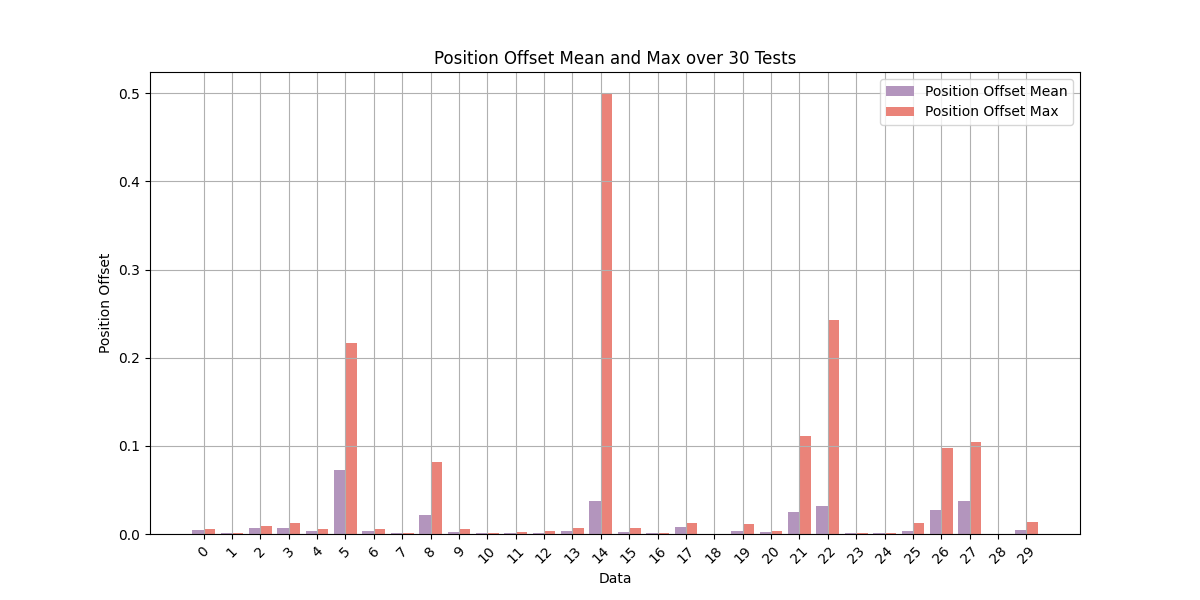 Position Offset Mean and Max over 30 Tests
Position Offset Mean
Position Offset Max
Position Offset
0.5
0.4
0.3
0.2
0.1
0.0
0 1 2 3 4 5 6 7 8 9 10 11 12 13 14 15 16 17 18 19 20 21 22 23 24 25 26 27 28 29
Data